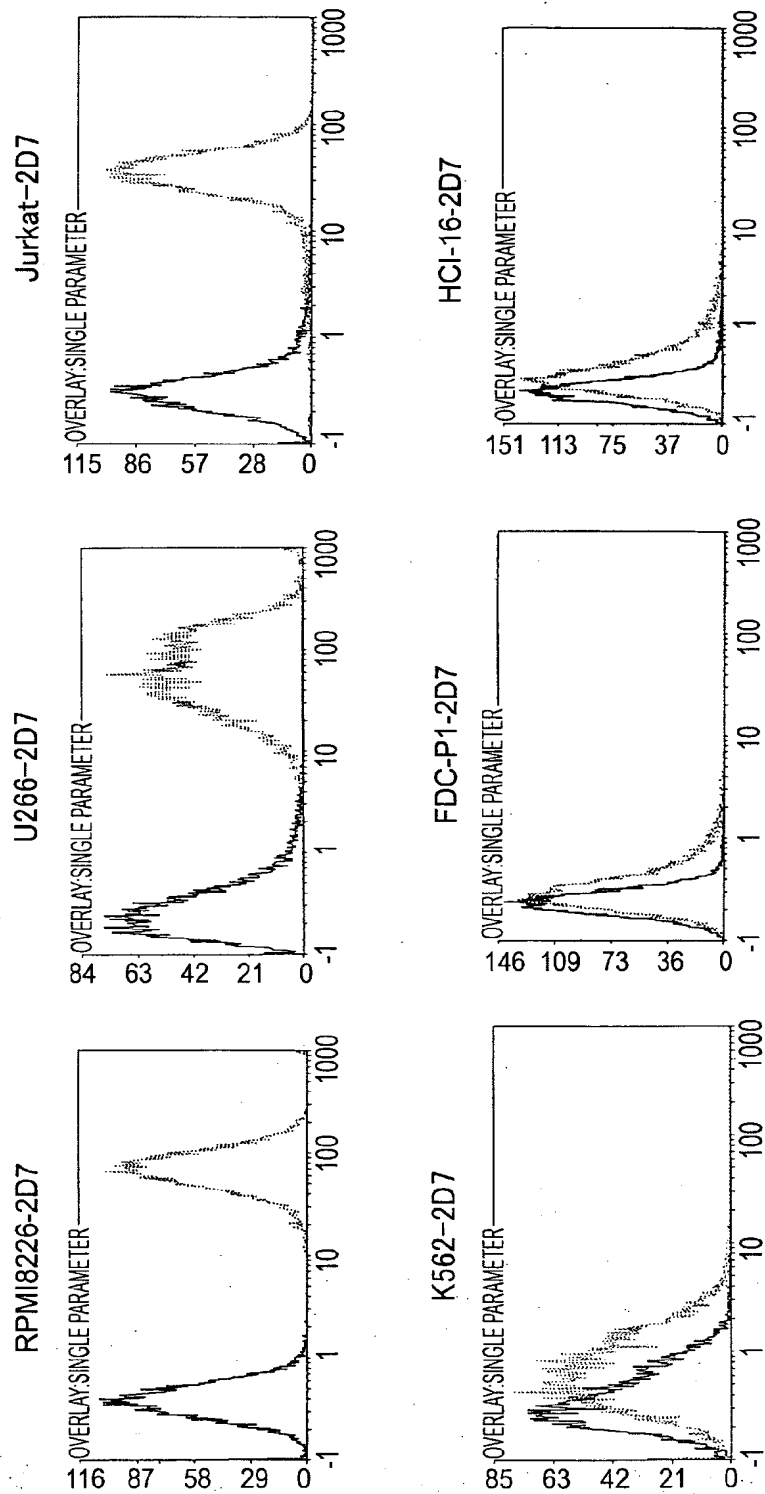 RPMI8226-2D7
OVERLAY:SINGLE PARAMETER
116
87
58
29
0
-1 1 10 100 1000
U266-2D7
OVERLAY:SINGLE PARAMETER
84
63
42
21
0
-1 1 10 100 1000
Jurkat-2D7
OVERLAY:SINGLE PARAMETER
115
86
57
28
0
-1 1 10 100 1000
K562-2D7
OVERLAY:SINGLE PARAMETER
85
63
42
21
0
-1 1 10 100 1000
FDC-P1-2D7
OVERLAY:SINGLE PARAMETER
146
109
73
36
0
-1 1 10 100 1000
HCI-16-2D7
OVERLAY:SINGLE PARAMETER
151
113
75
37
0
-1 1 10 100 1000